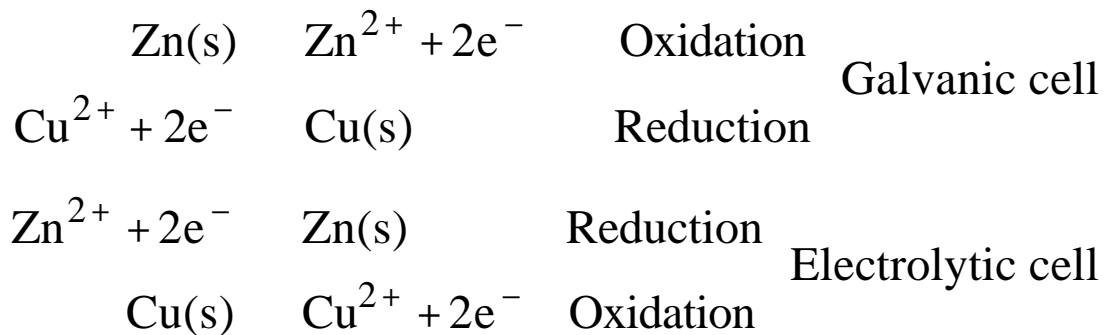 Zn(s) Zn²⁺ + 2e⁻ Oxidation
Galvanic cell
Cu²⁺ + 2e⁻ Cu(s) Reduction
Zn²⁺ + 2e⁻ Zn(s) Reduction
Electrolytic cell
Cu(s) Cu²⁺ + 2e⁻ Oxidation